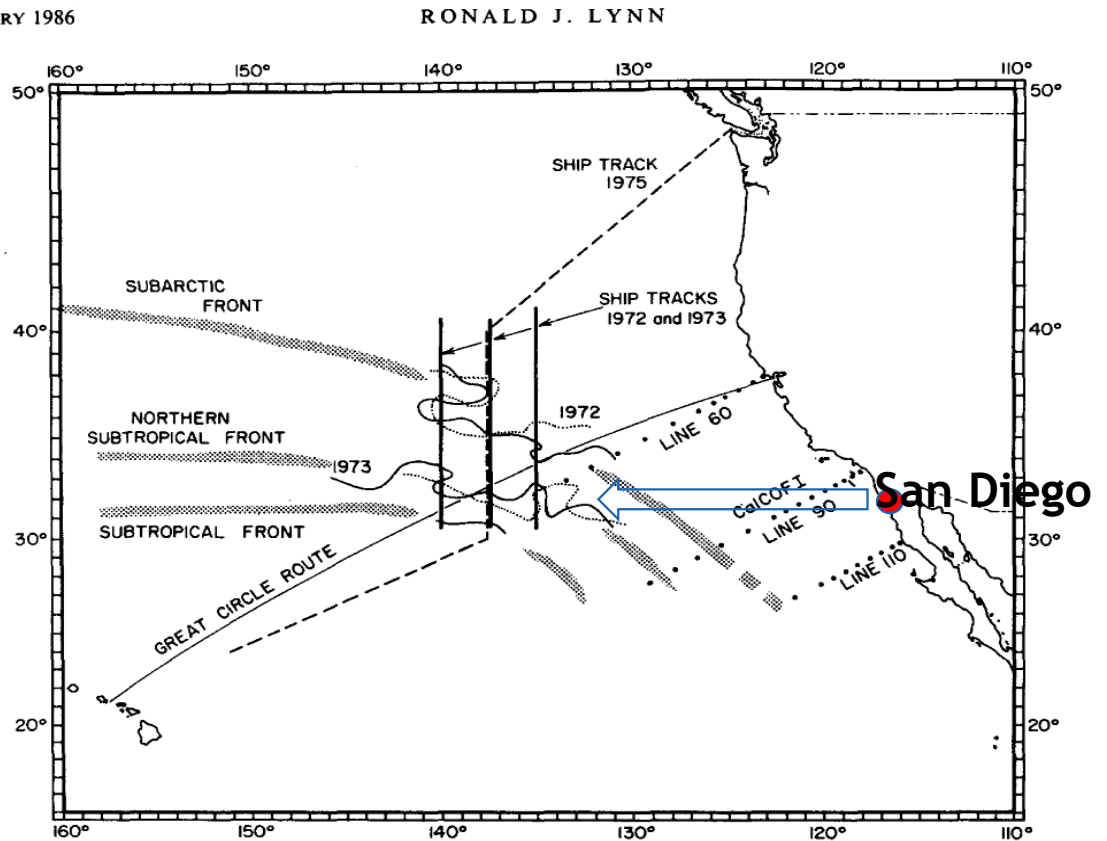 RY 1986
RONALD J. LYNN
160° 150° 140° 130° 120° 110°
50° 50°
SHIP TRACK
1975
SUBARCTIC
FRONT
SHIP TRACKS
1972 and 1973
40° 40°
NORTHERN
SUBTROPICAL FRONT
1972
LINE 60
1973
CalCOFI
LINE 90
San Diego
SUBTROPICAL FRONT
30° 30°
LINE 110
GREAT CIRCLE ROUTE
20° 20°
160° 150° 140° 130° 120° 110°